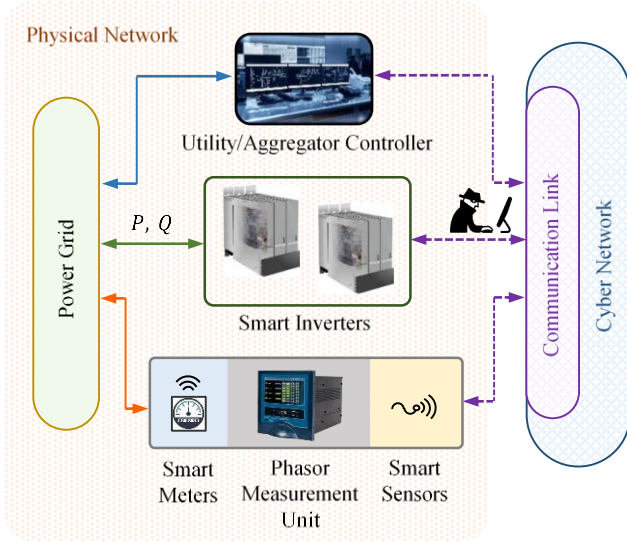 Physical Network
Utility/Aggregator Controller
Power Grid
P, Q
Smart Inverters
Communication Link
Cyber Network
Smart
Meters
Phasor
Measurement
Unit
Smart
Sensors